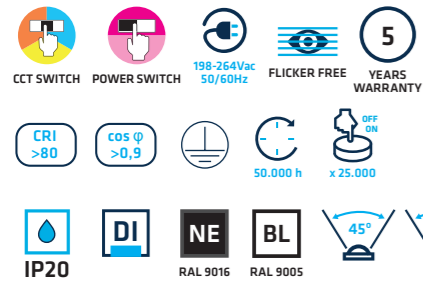 CCT SWITCH
POWER SWITCH
198-264Vac
50/60Hz
FLICKER FREE
5
YEARS
WARRANTY
CRI
>80
cos φ
>0,9
50.000 h
OFF
ON
x 25.000
IP20
DI
NE
RAL 9016
BL
RAL 9005
45°